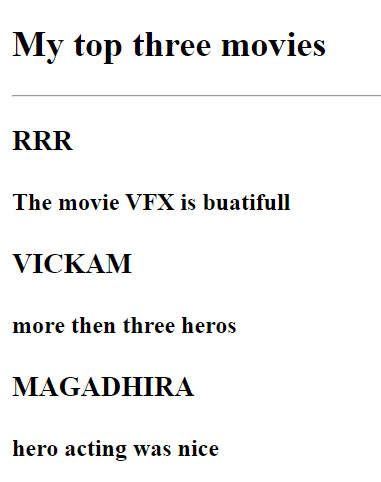 My top three movies
RRR
The movie VFX is buatifull
VICKAM
more then three heros
MAGADHIRA
hero acting was nice